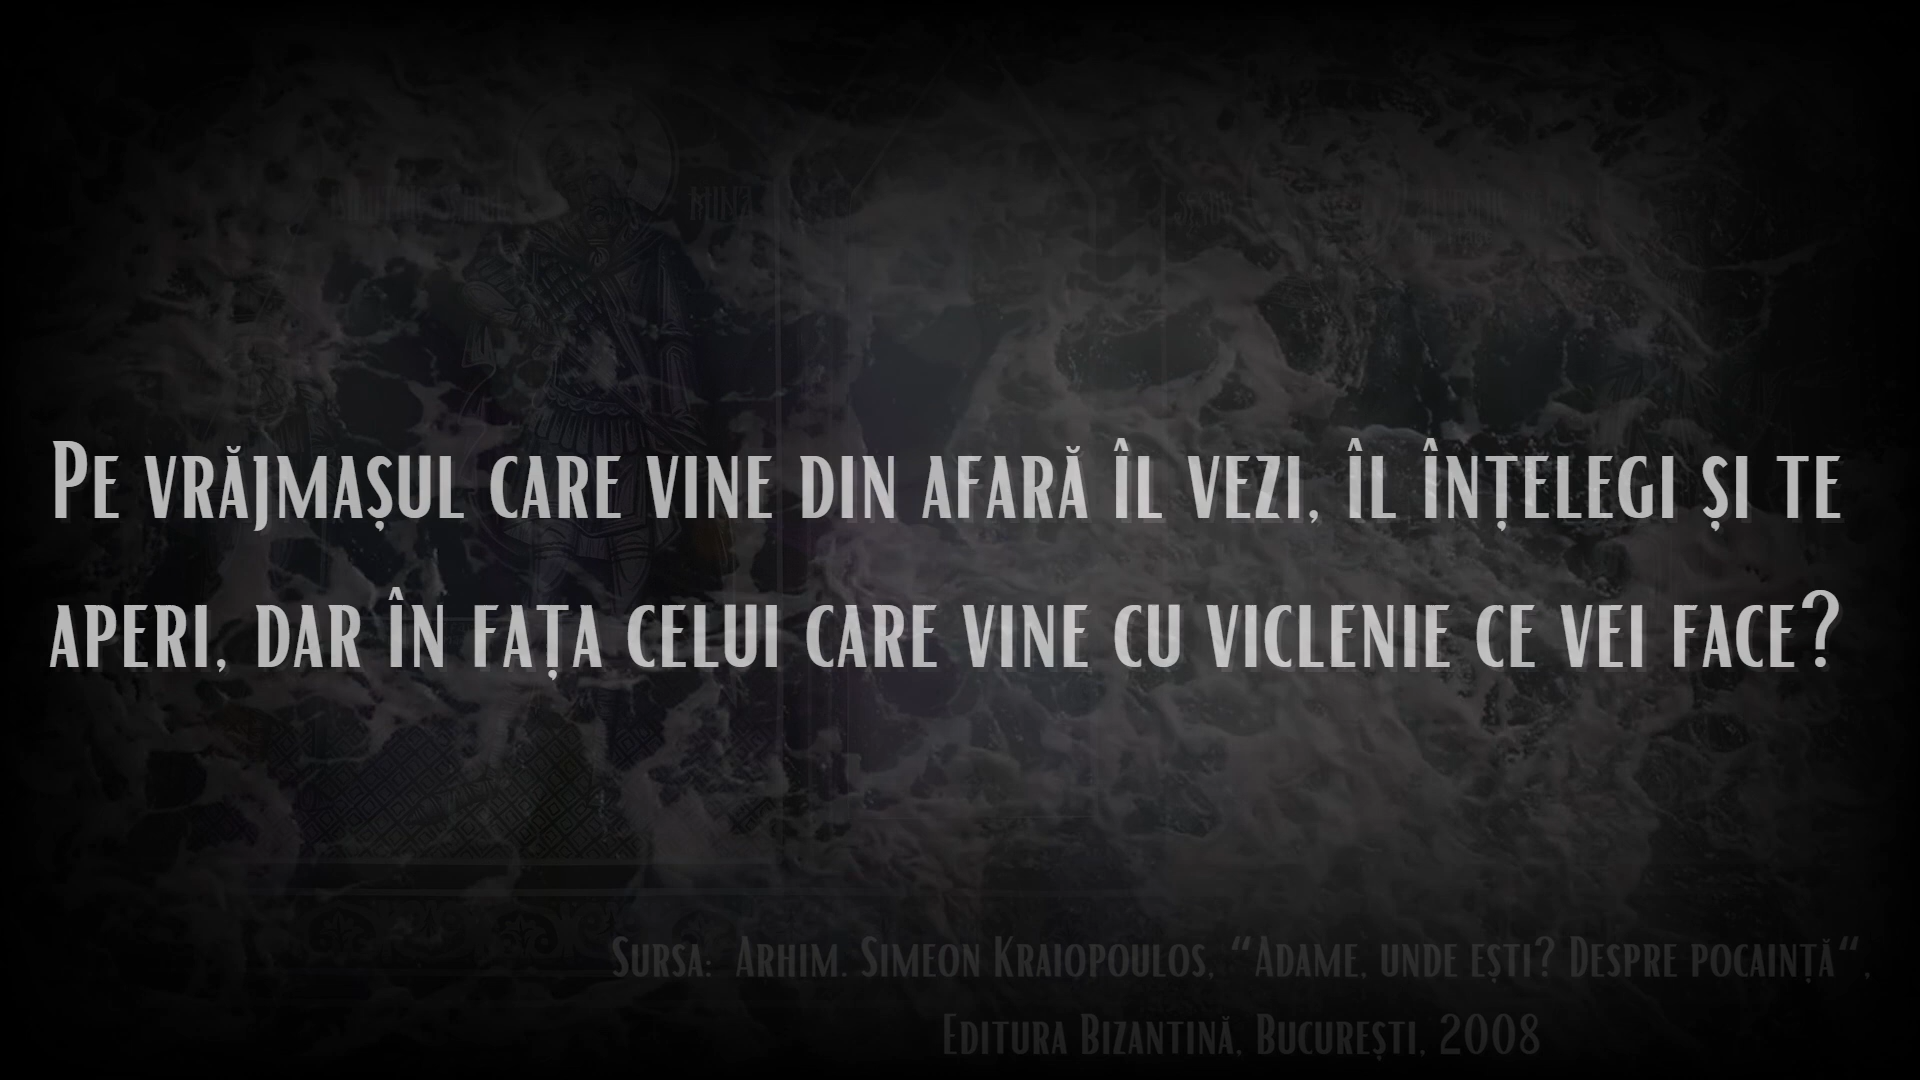 Pe vrăjmașul care vine din afară îl vezi, îl înțelegi și te
aperi, dar în fața celui care vine cu viclenie ce vei face?
Sursa: Arhim. Simeon Kraiopoulos, “Adame, unde ești? Despre pocaință“,
Editura Bizantină, București, 2008